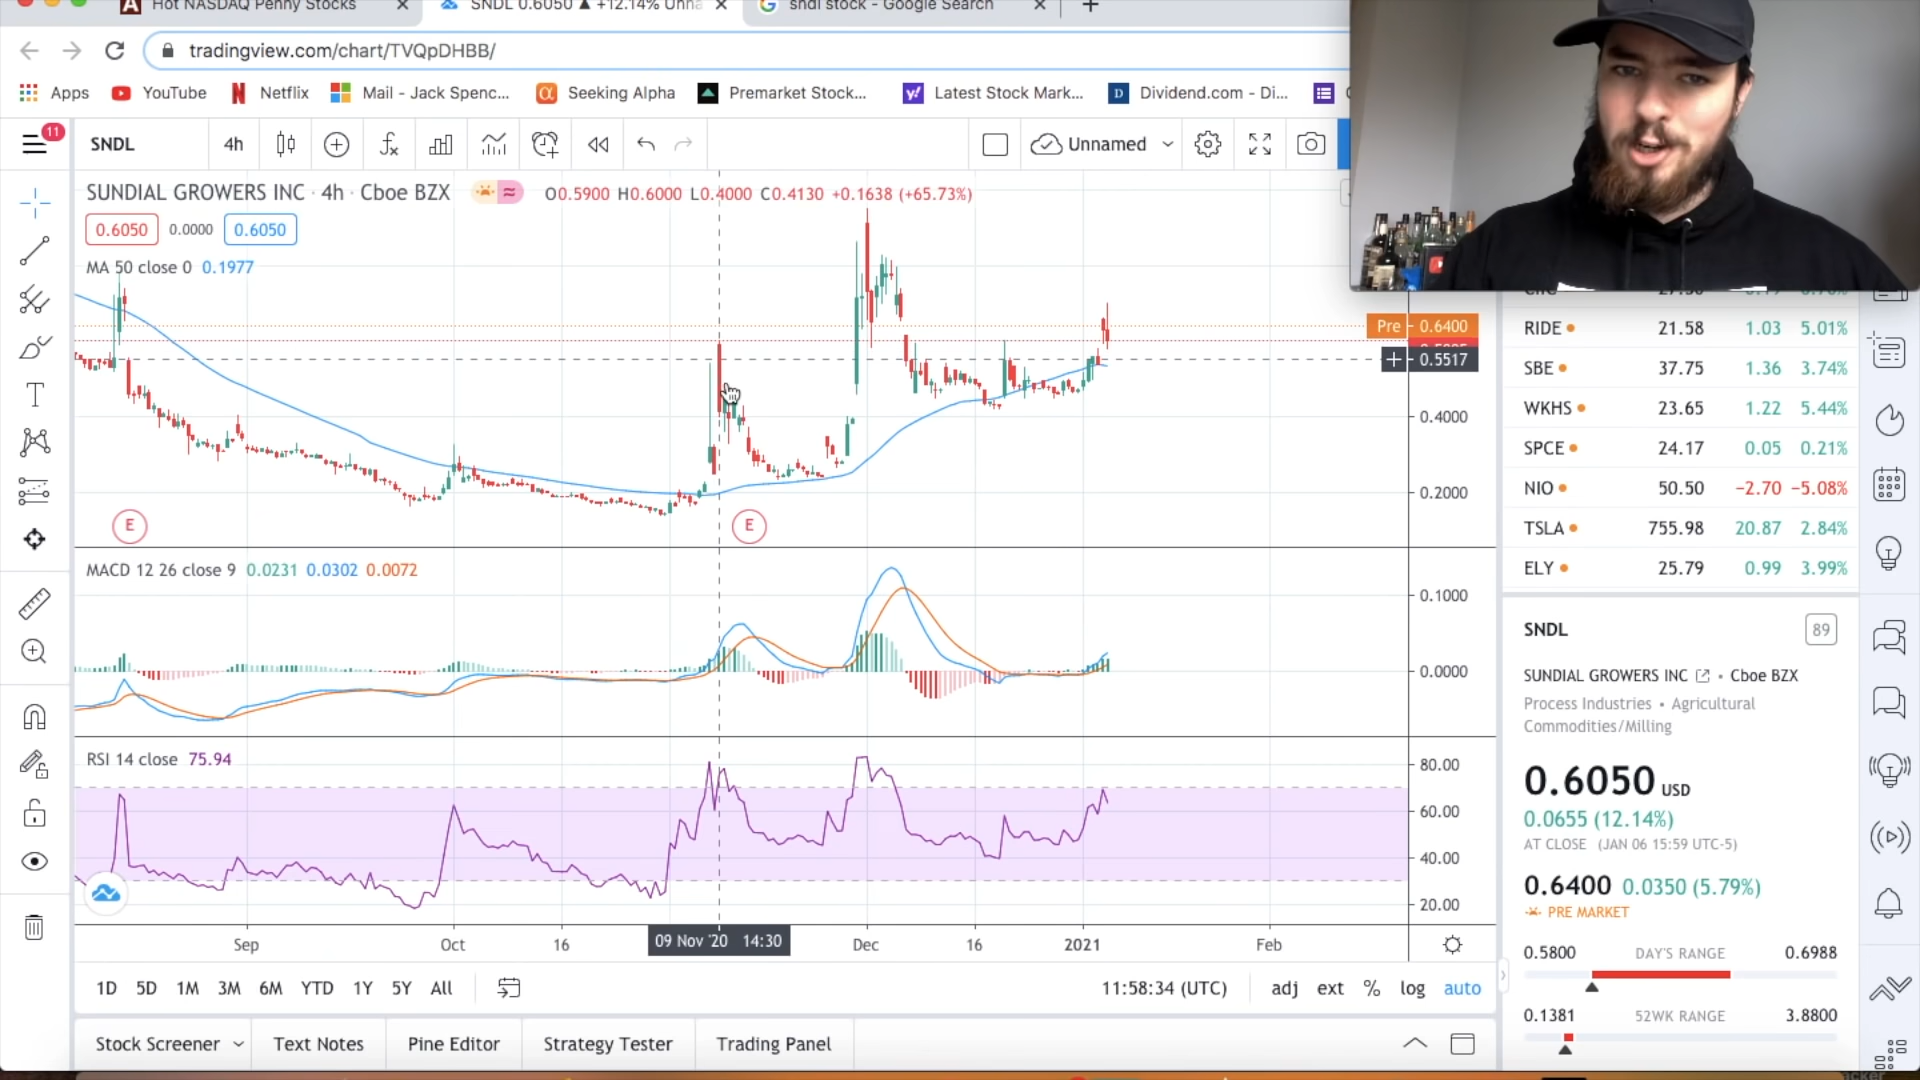 Hot NASDAQ Penny Stocks
SNDL 0.6050 ▲ +12.14% Unna
sndl stock - Google Search
tradingview.com/chart/TVQpDHBB/
Apps
YouTube
Netflix
Mail - Jack Spenc...
Seeking Alpha
Premarket Stock...
Latest Stock Mark...
Dividend.com - Di...
11
SNDL
4h
Unnamed
SUNDIAL GROWERS INC · 4h · Cboe BZX
O0.5900 H0.6000 L0.4000 C0.4130 +0.1638 (+65.73%)
0.6050
0.0000
0.6050
MA 50 close 0 0.1977
Pre
0.6400
0.5517
0.4000
0.2000
E
E
MACD 12 26 close 9 0.0231 0.0302 0.0072
0.1000
0.0000
RSI 14 close 75.94
80.00
60.00
40.00
20.00
Sep
Oct
16
09 Nov '20 14:30
Dec
16
2021
Feb
1D 5D 1M 3M 6M YTD 1Y 5Y All
11:58:34 (UTC)
adj ext % log auto
Stock Screener
Text Notes
Pine Editor
Strategy Tester
Trading Panel
RIDE 21.58 1.03 5.01%
SBE 37.75 1.36 3.74%
WKHS 23.65 1.22 5.44%
SPCE 24.17 0.05 0.21%
NIO 50.50 −2.70 −5.08%
TSLA 755.98 20.87 2.84%
ELY 25.79 0.99 3.99%
SNDL
89
SUNDIAL GROWERS INC • Cboe BZX
Process Industries • Agricultural
Commodities/Milling
0.6050 USD
0.0655 (12.14%)
AT CLOSE (JAN 06 15:59 UTC-5)
0.6400 0.0350 (5.79%)
PRE MARKET
0.5800 DAY'S RANGE 0.6988
0.1381 52WK RANGE 3.8800